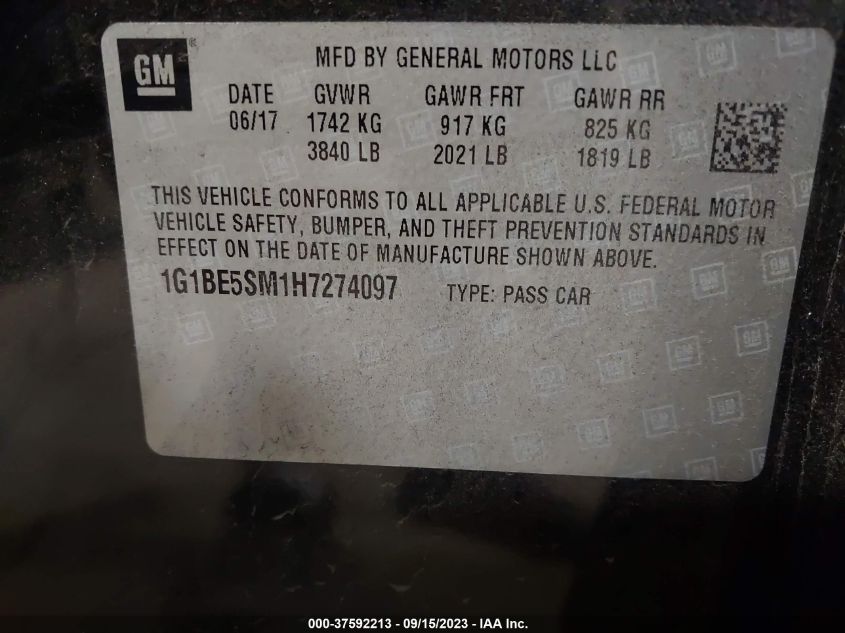 GM
MFD BY GENERAL MOTORS LLC
DATE GVWR GAWR FRT GAWR RR
06/17 1742 KG 917 KG 825 KG
3840 LB 2021 LB 1819 LB
THIS VEHICLE CONFORMS TO ALL APPLICABLE U.S. FEDERAL MOTOR
VEHICLE SAFETY, BUMPER, AND THEFT PREVENTION STANDARDS IN
EFFECT ON THE DATE OF MANUFACTURE SHOWN ABOVE.
1G1BE5SM1H7274097 TYPE: PASS CAR
000-37592213 - 09/15/2023 - IAA Inc.